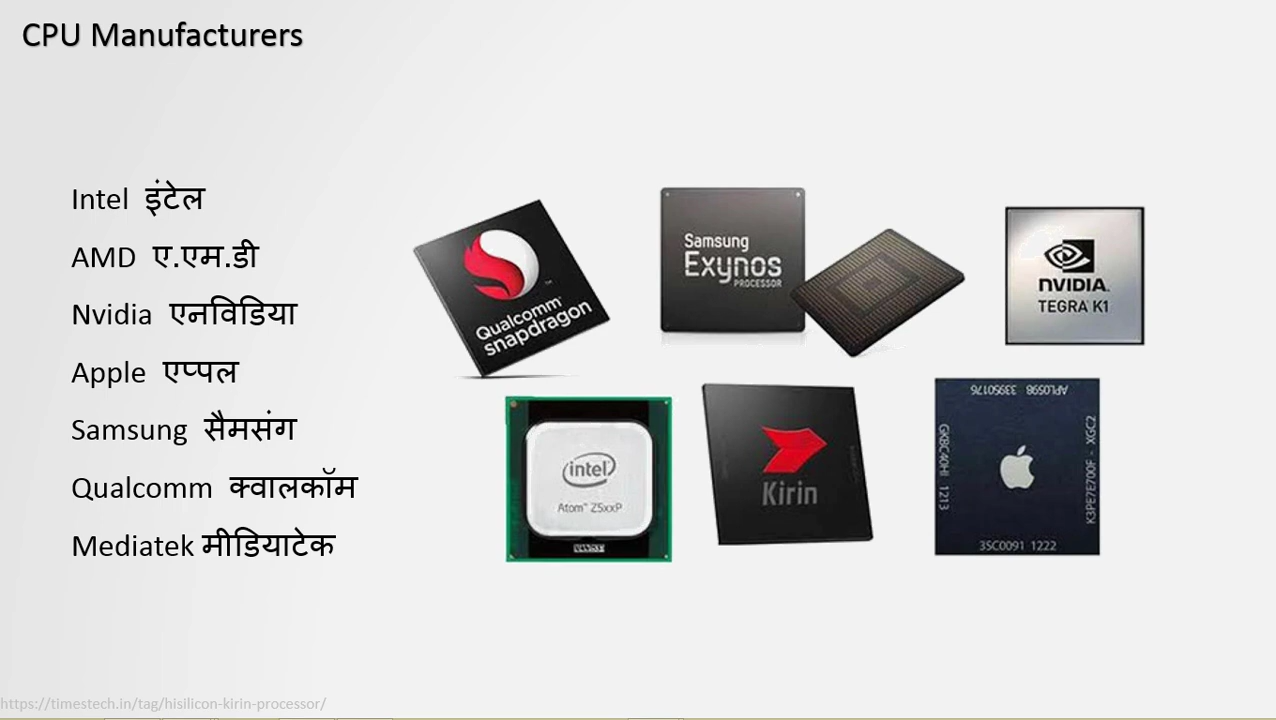 CPU Manufacturers
Intel इंटेल
AMD ए.एम.डी
Nvidia एनविडिया
Apple एप्पल
Samsung सैमसंग
Qualcomm क्वालकॉम
Mediatek मीडियाटेक
Qualcomm
snapdragon
Samsung
Exynos
PROCESSOR
NVIDIA.
TEGRA K1
intel
Atom™ Z5xxP
Kirin
APL0598 33950176
GKBC40HI 1213
K3PE7E700F - XGC2
3SC0091 1222
https://timestech.in/tag/hisilicon-kirin-processor/